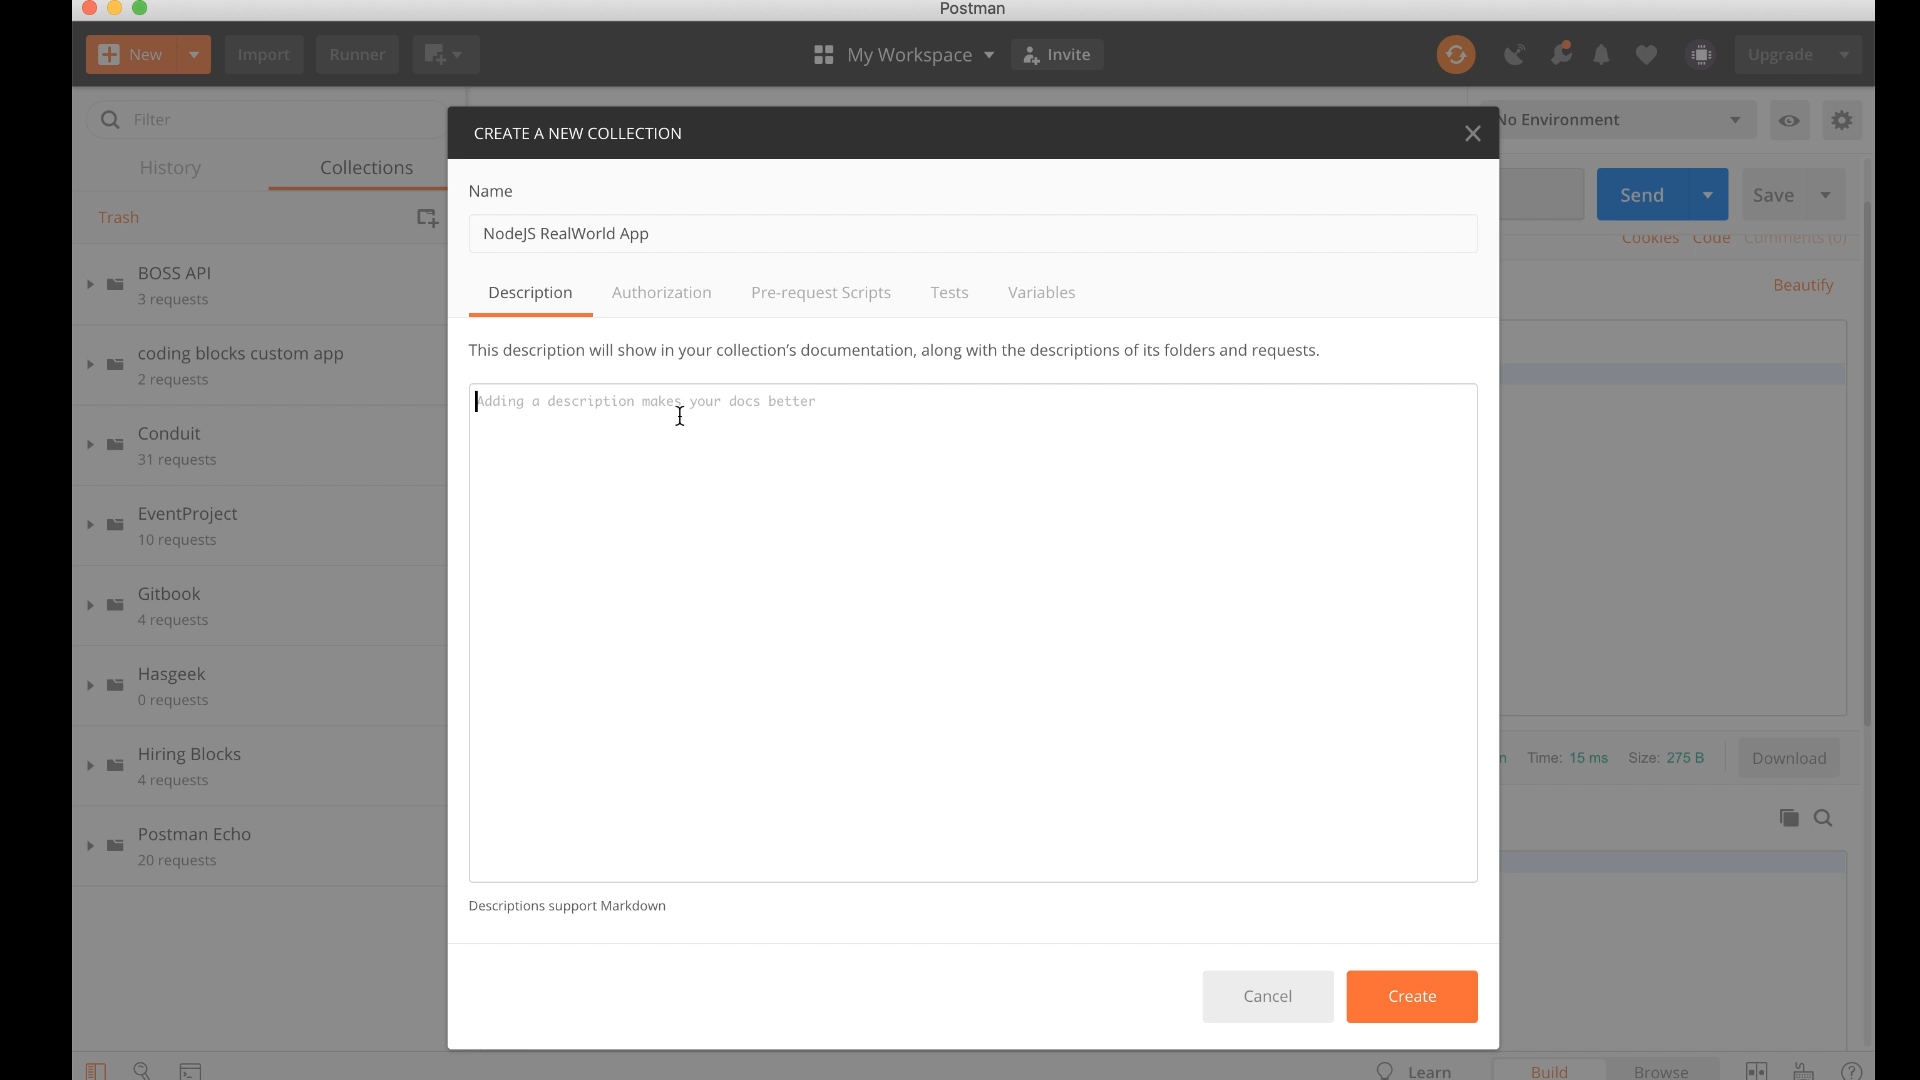 Postman
New
Import
Runner
My Workspace
Invite
Upgrade
Filter
History
Collections
Trash
BOSS API
3 requests
coding blocks custom app
2 requests
Conduit
31 requests
EventProject
10 requests
Gitbook
4 requests
Hasgeek
0 requests
Hiring Blocks
4 requests
Postman Echo
20 requests
CREATE A NEW COLLECTION
Name
NodeJS RealWorld App
Description Authorization Pre-request Scripts Tests Variables
This description will show in your collection's documentation, along with the descriptions of its folders and requests.
Adding a description makes your docs better
Descriptions support Markdown
Cancel
Create
No Environment
Send
Save
Cookies Code Comments (0)
Beautify
Time: 15 ms Size: 275 B
Download
Learn
Build
Browse